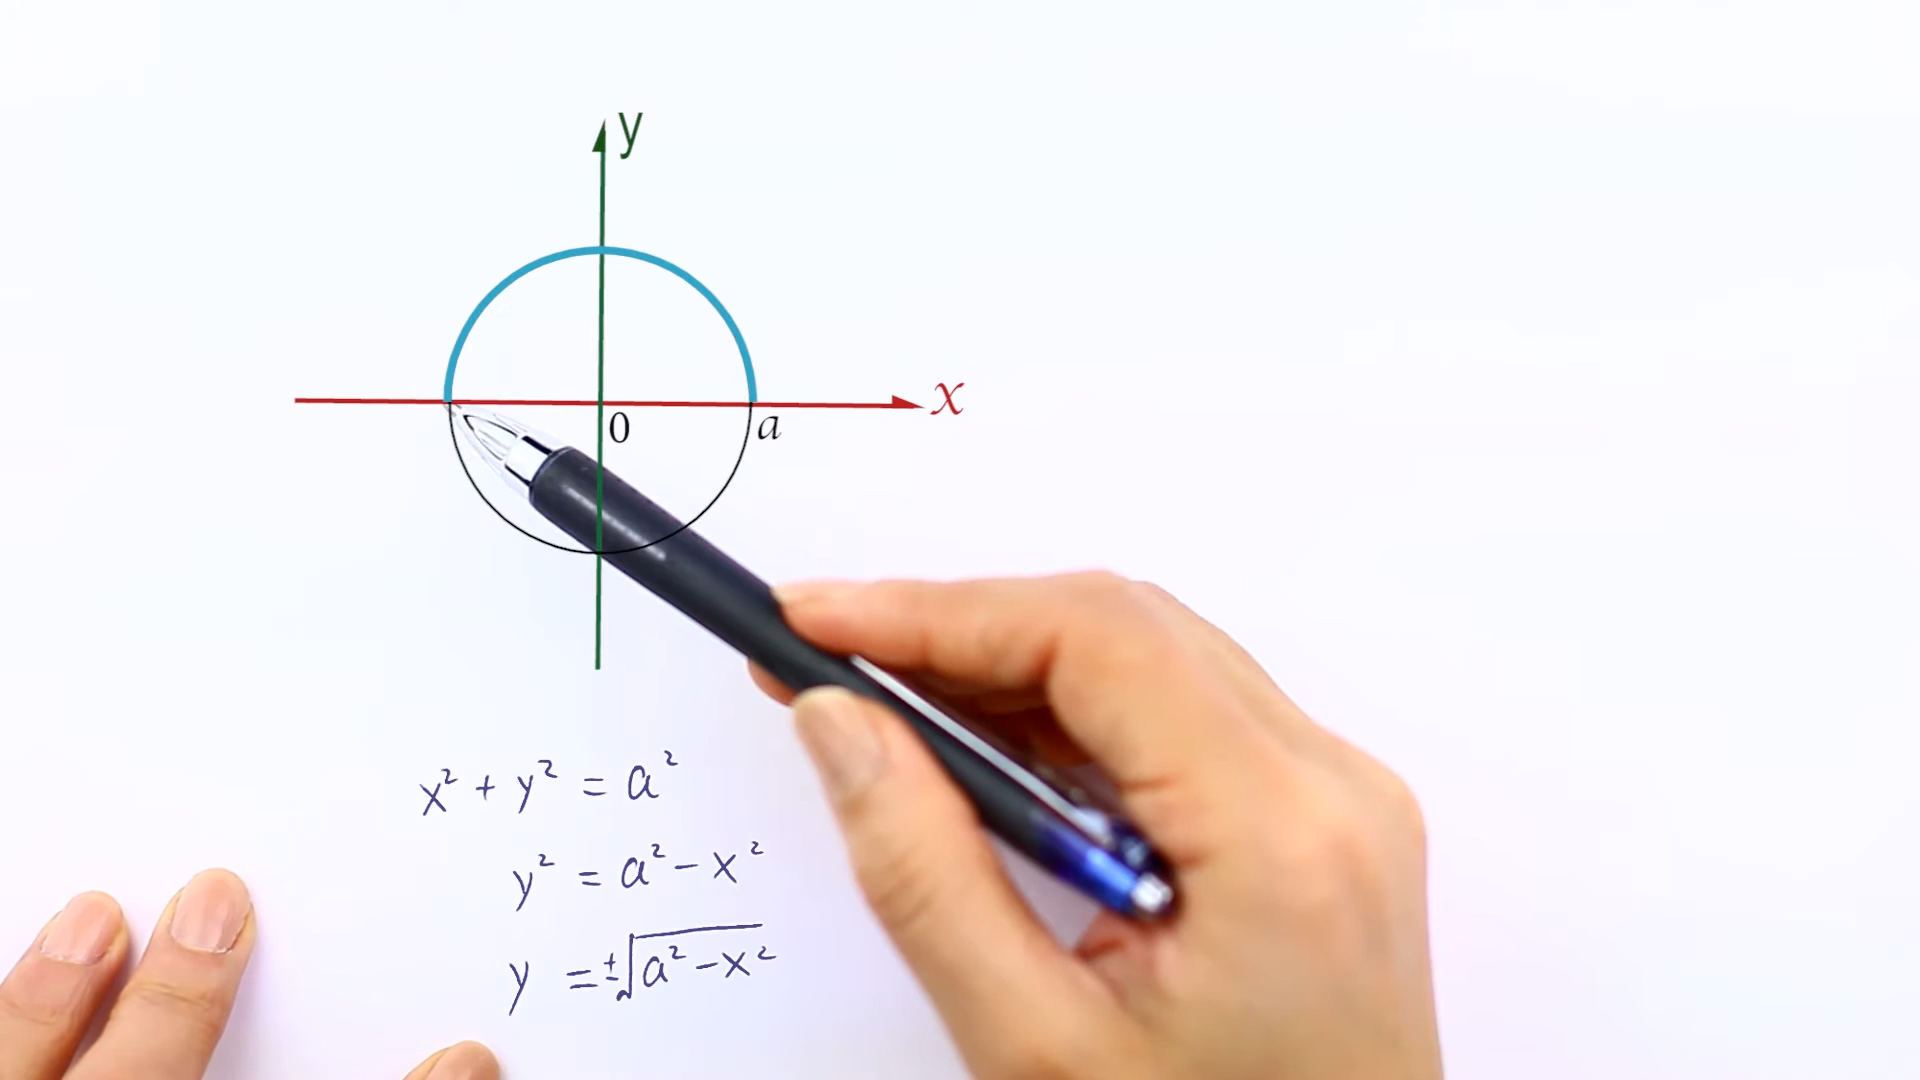 y
x
0
a
x² + y² = a²
y² = a² - x²
y = ±√(a² - x²)